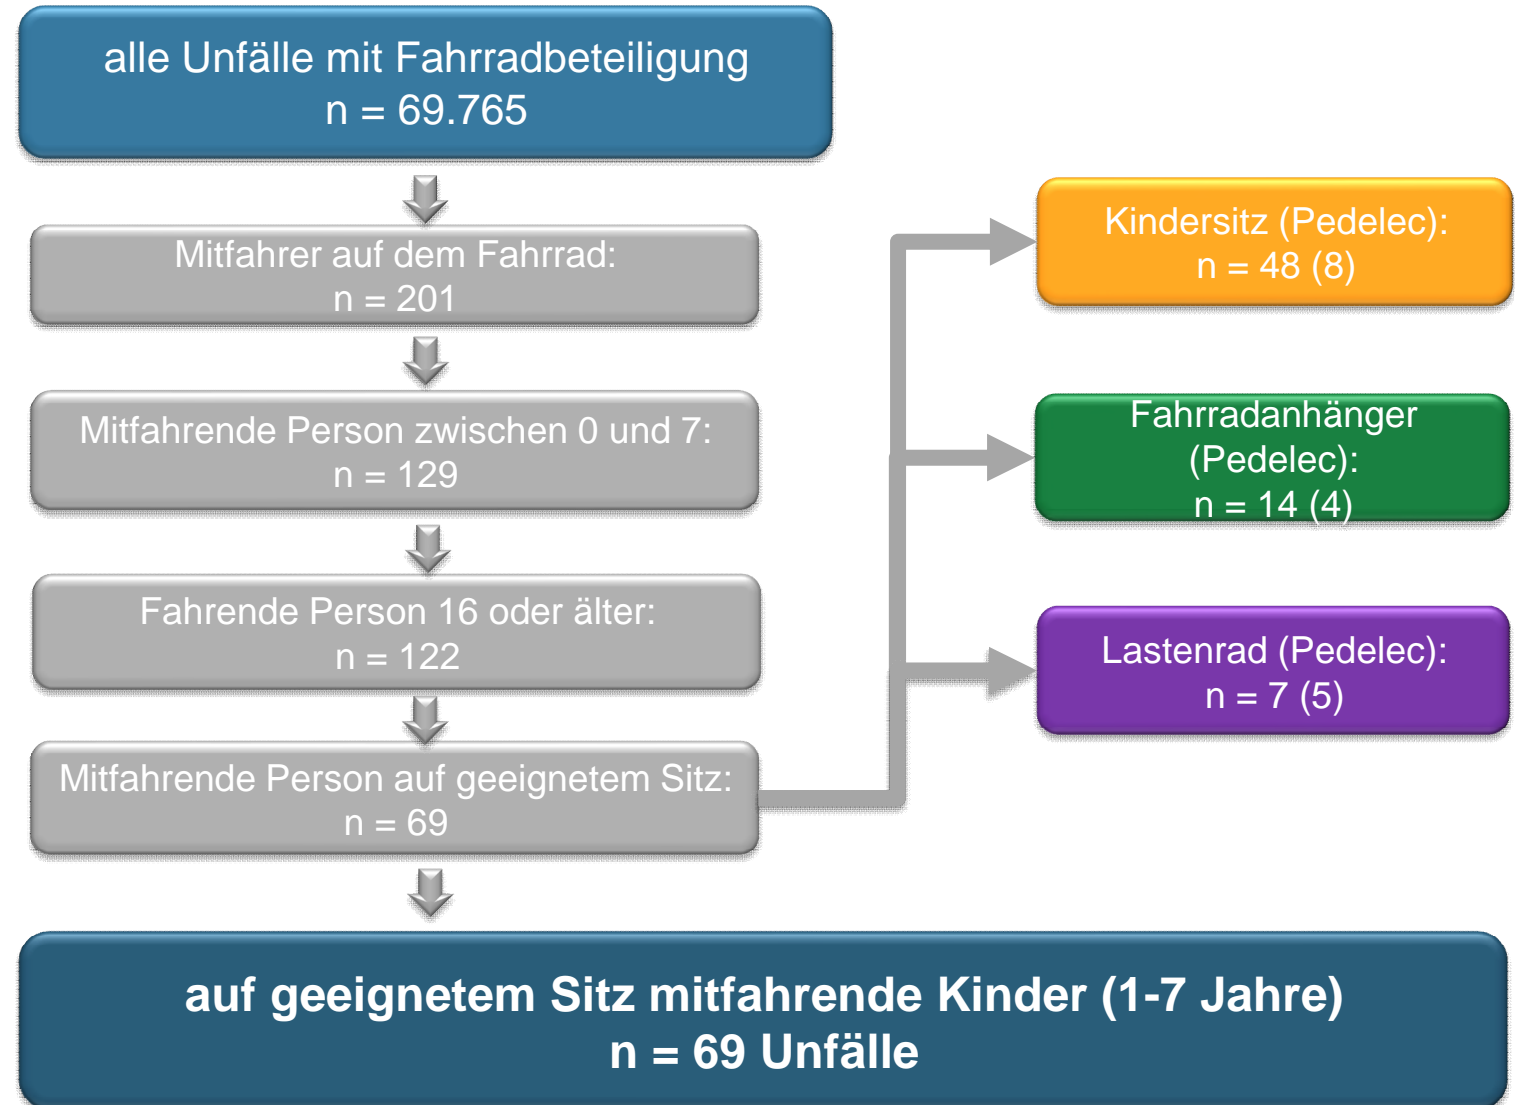 alle Unfälle mit Fahrradbeteiligung
n = 69.765
Mitfahrer auf dem Fahrrad:
n = 201
Mitfahrende Person zwischen 0 und 7:
n = 129
Fahrende Person 16 oder älter:
n = 122
Mitfahrende Person auf geeignetem Sitz:
n = 69
Kindersitz (Pedelec):
n = 48 (8)
Fahrradanhänger
(Pedelec):
n = 14 (4)
Lastenrad (Pedelec):
n = 7 (5)
auf geeignetem Sitz mitfahrende Kinder (1-7 Jahre)
n = 69 Unfälle